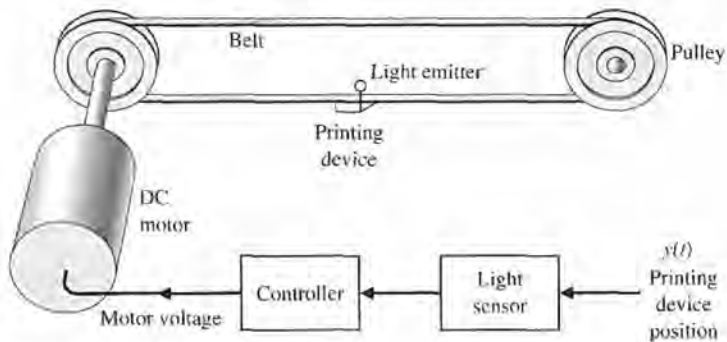 Belt
Pulley
Light emitter
Printing
device
DC
motor
Motor voltage
Controller
Light
sensor
y(t)
Printing
device
position